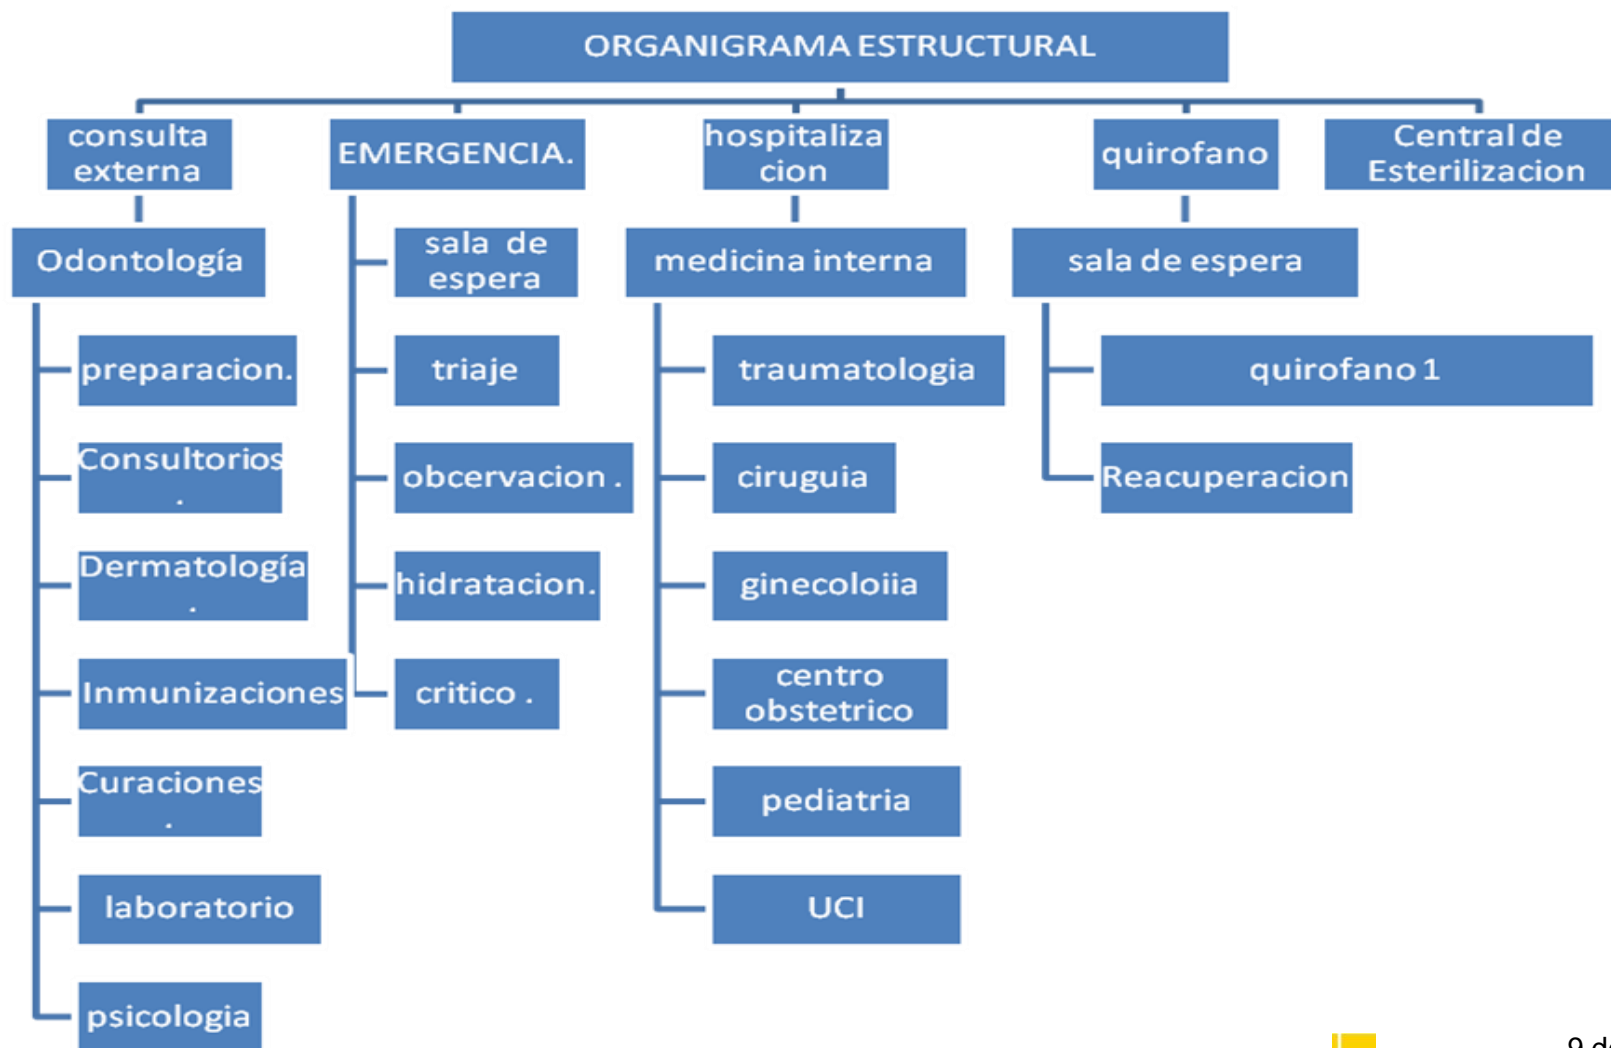 ORGANIGRAMA ESTRUCTURAL
consulta
externa
EMERGENCIA.
hospitaliza
cion
quirofano
Central de
Esterilizacion
Odontología
preparacion.
Consultorios
.
Dermatología
.
Inmunizaciones
Curaciones
.
laboratorio
psicologia
sala de
espera
triaje
obcervacion .
hidratacion.
critico .
medicina interna
traumatologia
ciruguia
ginecoloiia
centro
obstetrico
pediatria
UCI
sala de espera
quirofano 1
Reacuperacion